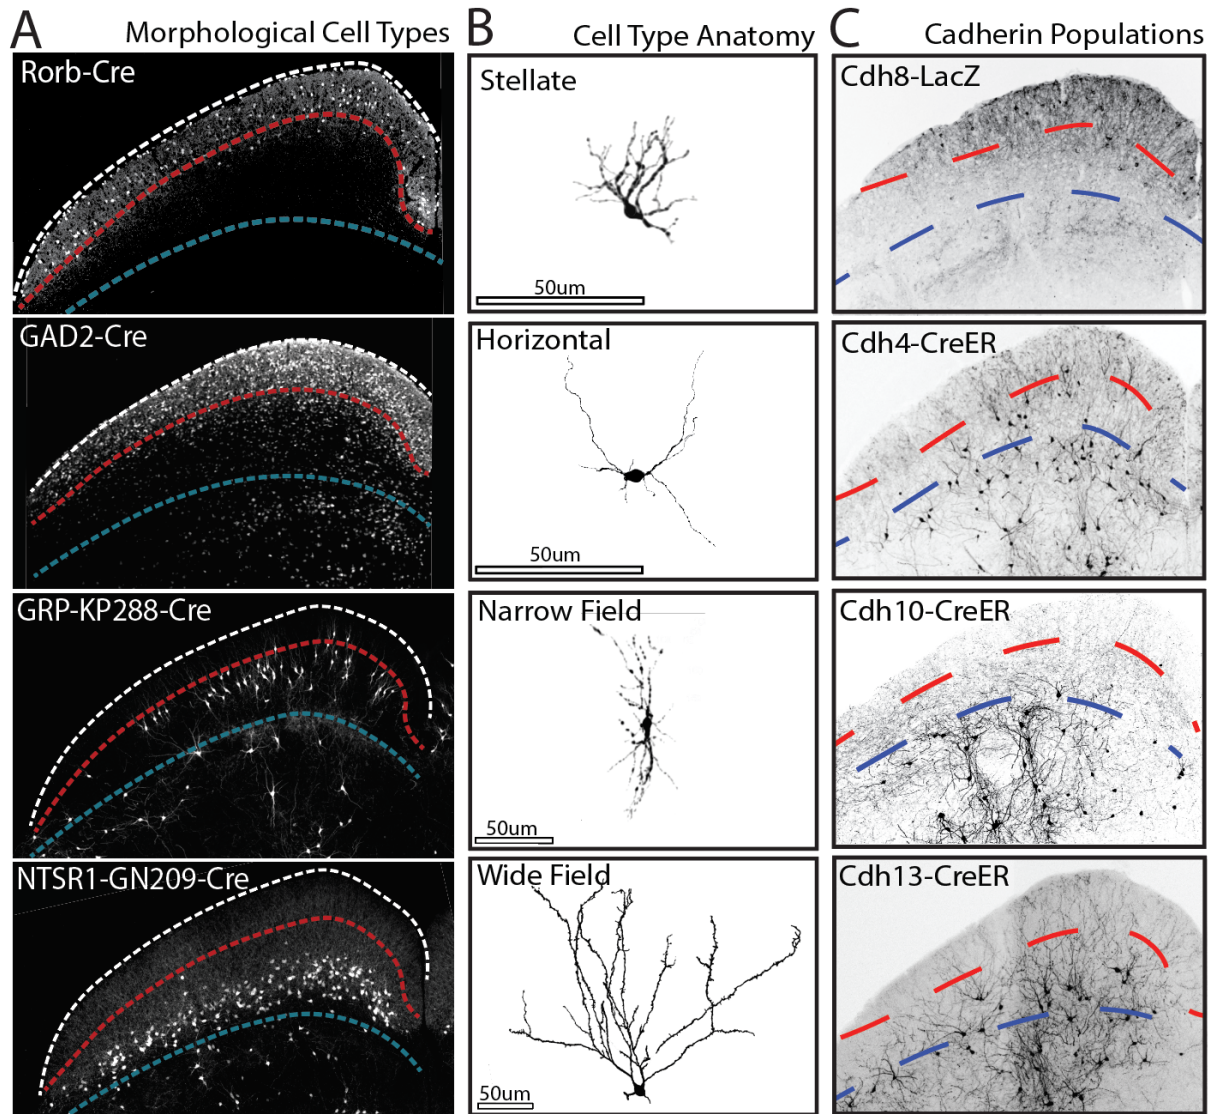 A Morphological Cell Types
B Cell Type Anatomy
C Cadherin Populations
Rorb-Cre
Stellate
50um
Cdh8-LacZ
GAD2-Cre
Horizontal
50um
Cdh4-CreER
GRP-KP288-Cre
Narrow Field
50um
Cdh10-CreER
NTSR1-GN209-Cre
Wide Field
50um
Cdh13-CreER